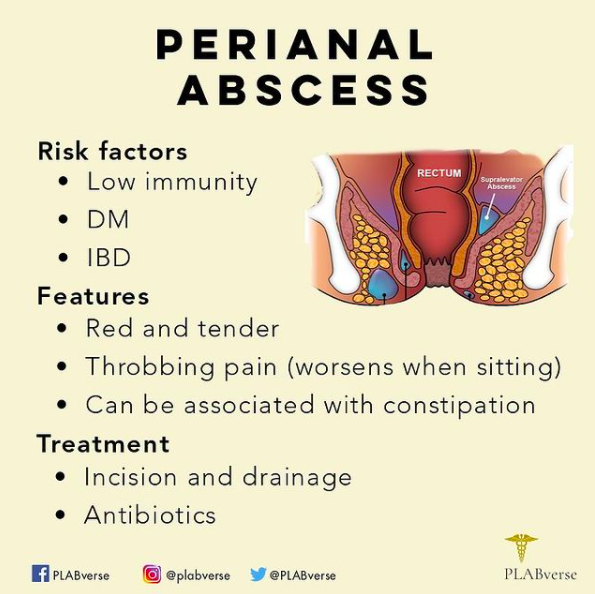 PERIANAL
ABSCESS
Risk factors
• Low immunity
• DM
• IBD
Features
• Red and tender
• Throbbing pain (worsens when sitting)
• Can be associated with constipation
Treatment
• Incision and drainage
• Antibiotics
RECTUM
Supralevator
Abscess
PLABverse
@plabverse
@PLABverse
PLABverse